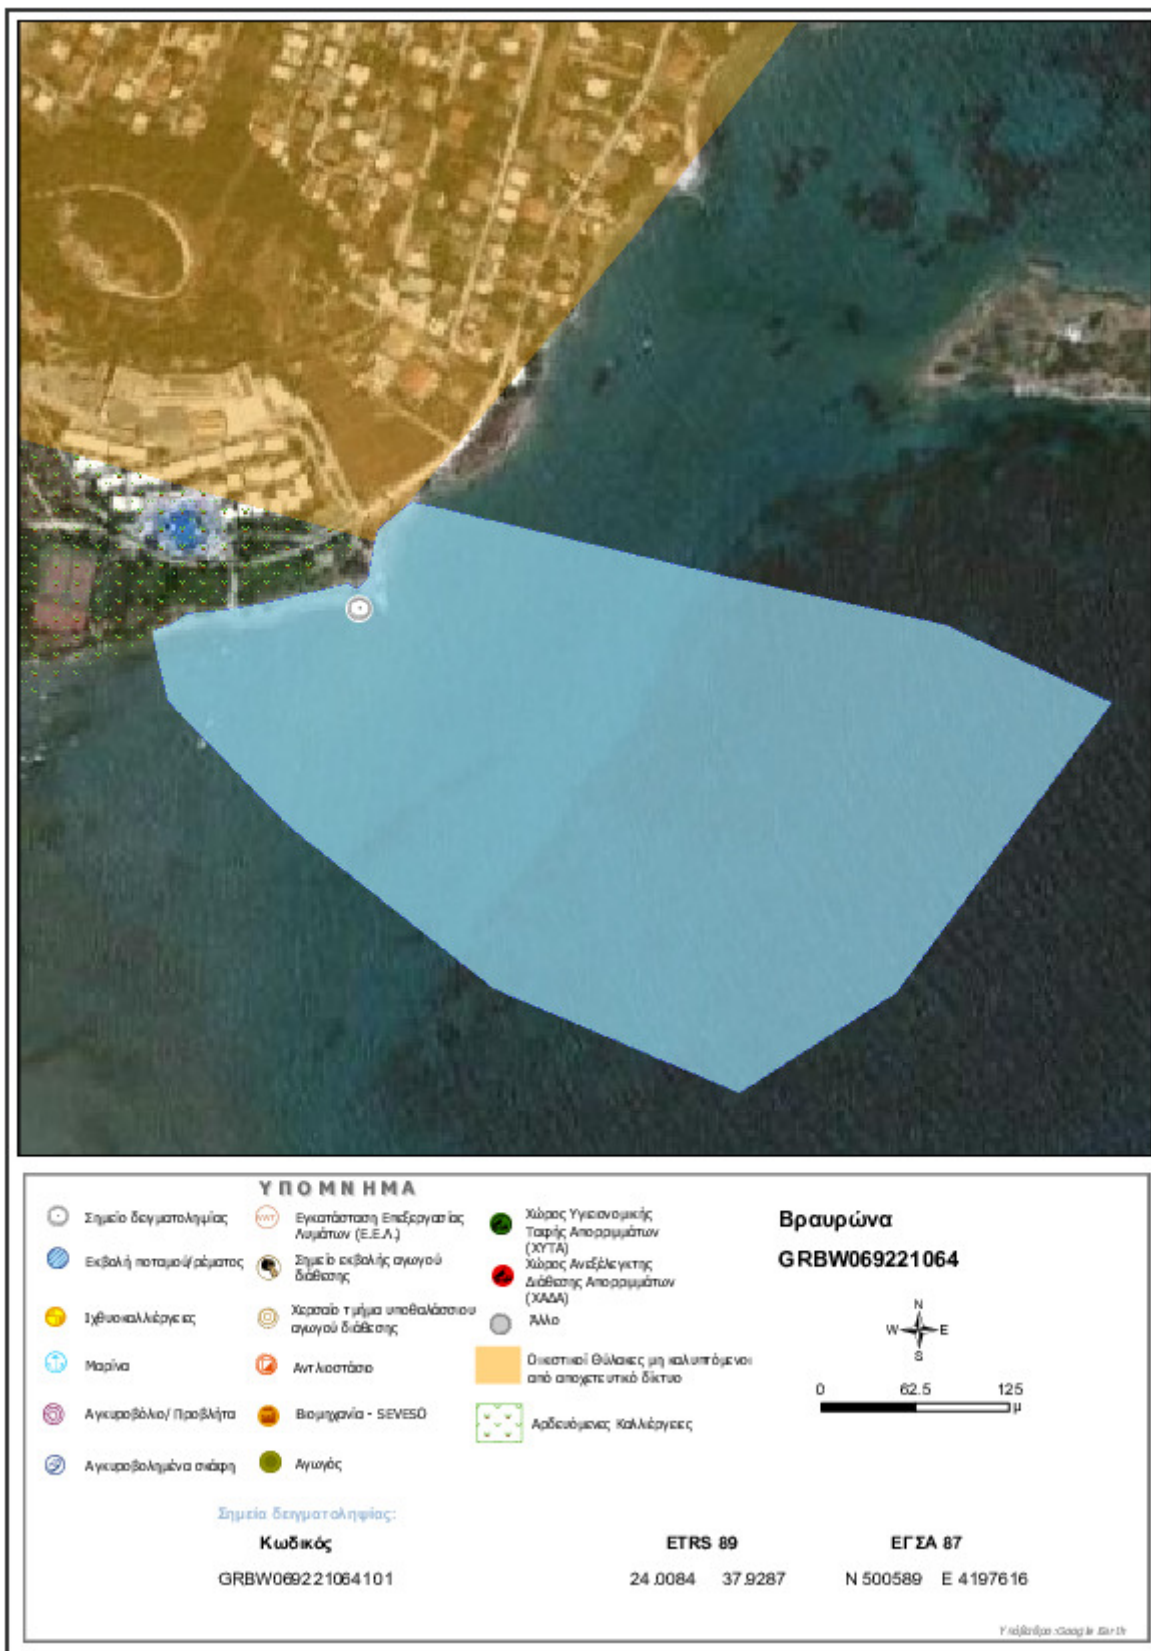 ΥΠΟΜΝΗΜΑ
Σημείο δειγματοληψίας
Εκβολή ποταμού/ρέματος
Ιχθυοκαλλιέργειες
Μαρίνα
Αγκυροβόλιο/ Προβλήτα
Αγκυροβολημένα σκάφη
Εγκατάσταση Επεξεργασίας
Λυμάτων (Ε.Ε.Λ.)
Σημείο εκβολής αγωγού
διάθεσης
Χερσαίο τμήμα υποθαλάσσιου
αγωγού διάθεσης
Αντλιοστάσιο
Βιομηχανία - SEVESO
Αγωγός
Χώρος Υγειονομικής
Ταφής Απορριμμάτων
(ΧΥΤΑ)
Χώρος Ανεξέλεγκτης
Διάθεσης Απορριμμάτων
(ΧΑΔΑ)
Άλλο
Οικιστικοί Θύλακες μη καλυπτόμενοι
από αποχετευτικό δίκτυο
Αρδευόμενες Καλλιέργειες
Βραυρώνα
GRBW069221064
N
W E
S
0 62.5 125
μ
Σημεία δειγματοληψίας:
Κωδικός ETRS 89 ΕΓΣΑ 87
GRBW069221064101 24.0084 37.9287 N 500589 E 4197616
Υπόβαθρο:Google Earth